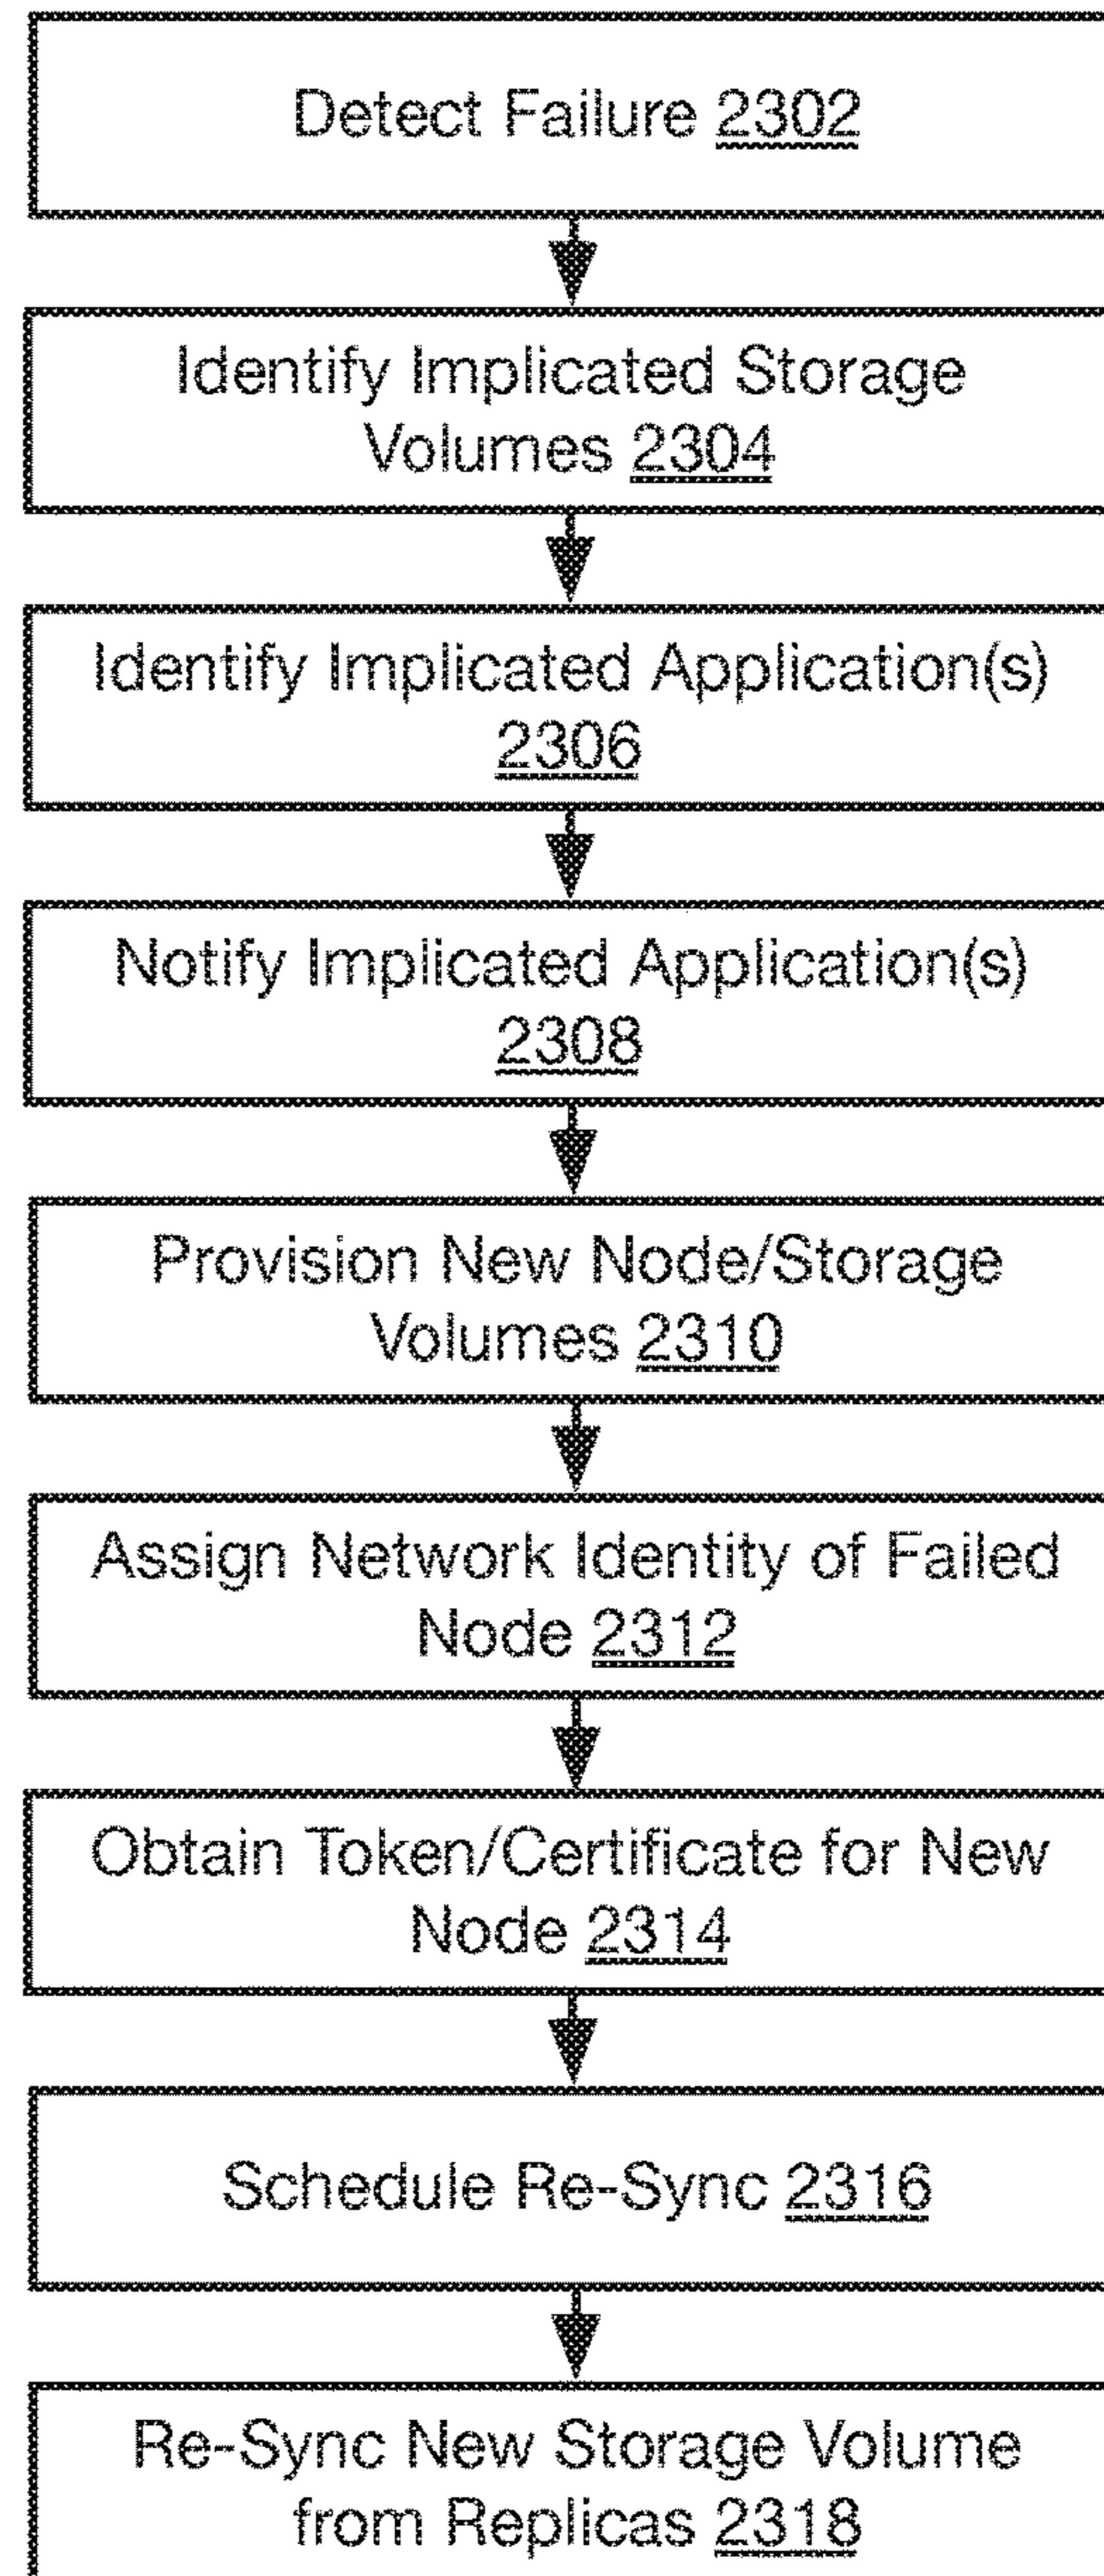 Detect Failure 2302
Identify Implicated Storage
Volumes 2304
Identify Implicated Application(s)
2306
Notify Implicated Application(s)
2308
Provision New Node/Storage
Volumes 2310
Assign Network Identity of Failed
Node 2312
Obtain Token/Certificate for New
Node 2314
Schedule Re-Sync 2316
Re-Sync New Storage Volume
from Replicas 2318